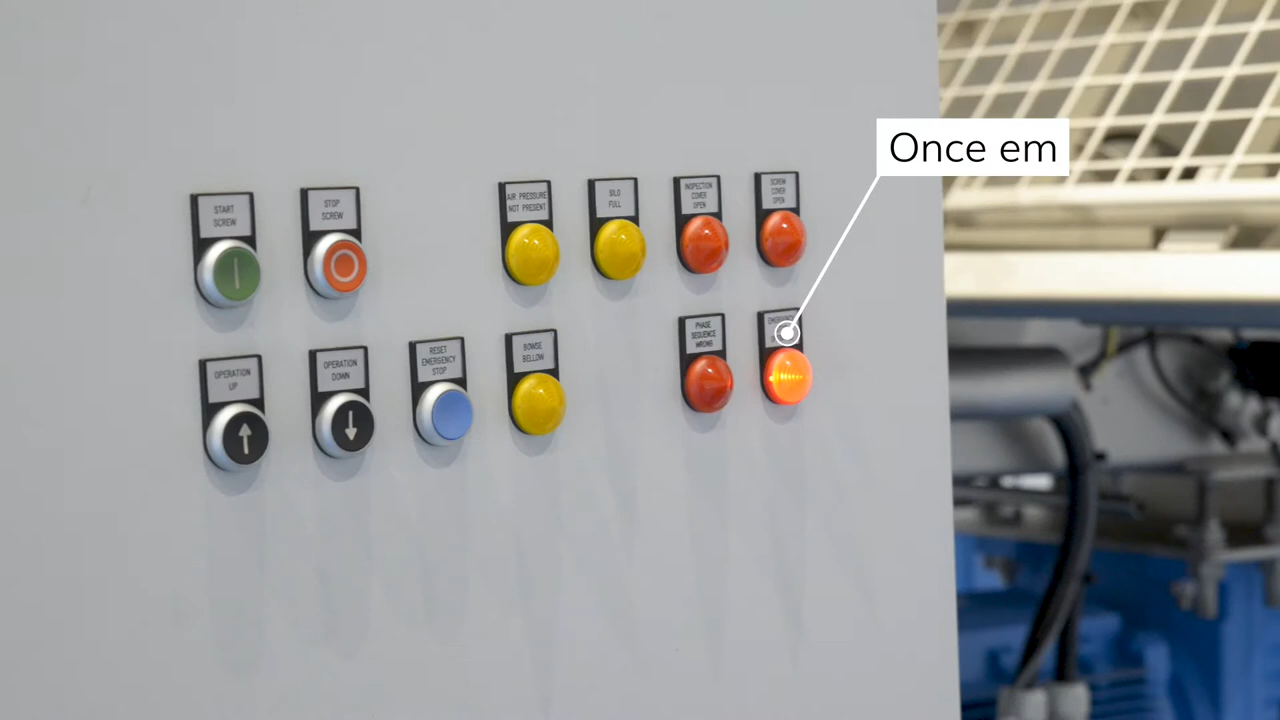 Once em
START
SCREW
STOP
SCREW
AIR PRESSURE
NOT PRESENT
SILO
FULL
INSPECTION
COVER
OPEN
SCREW
COVER
OPEN
OPERATION
UP
OPERATION
DOWN
RESET
EMERGENCY
STOP
BOWSE
BELLOW
PHASE
SEQUENCE
WRONG